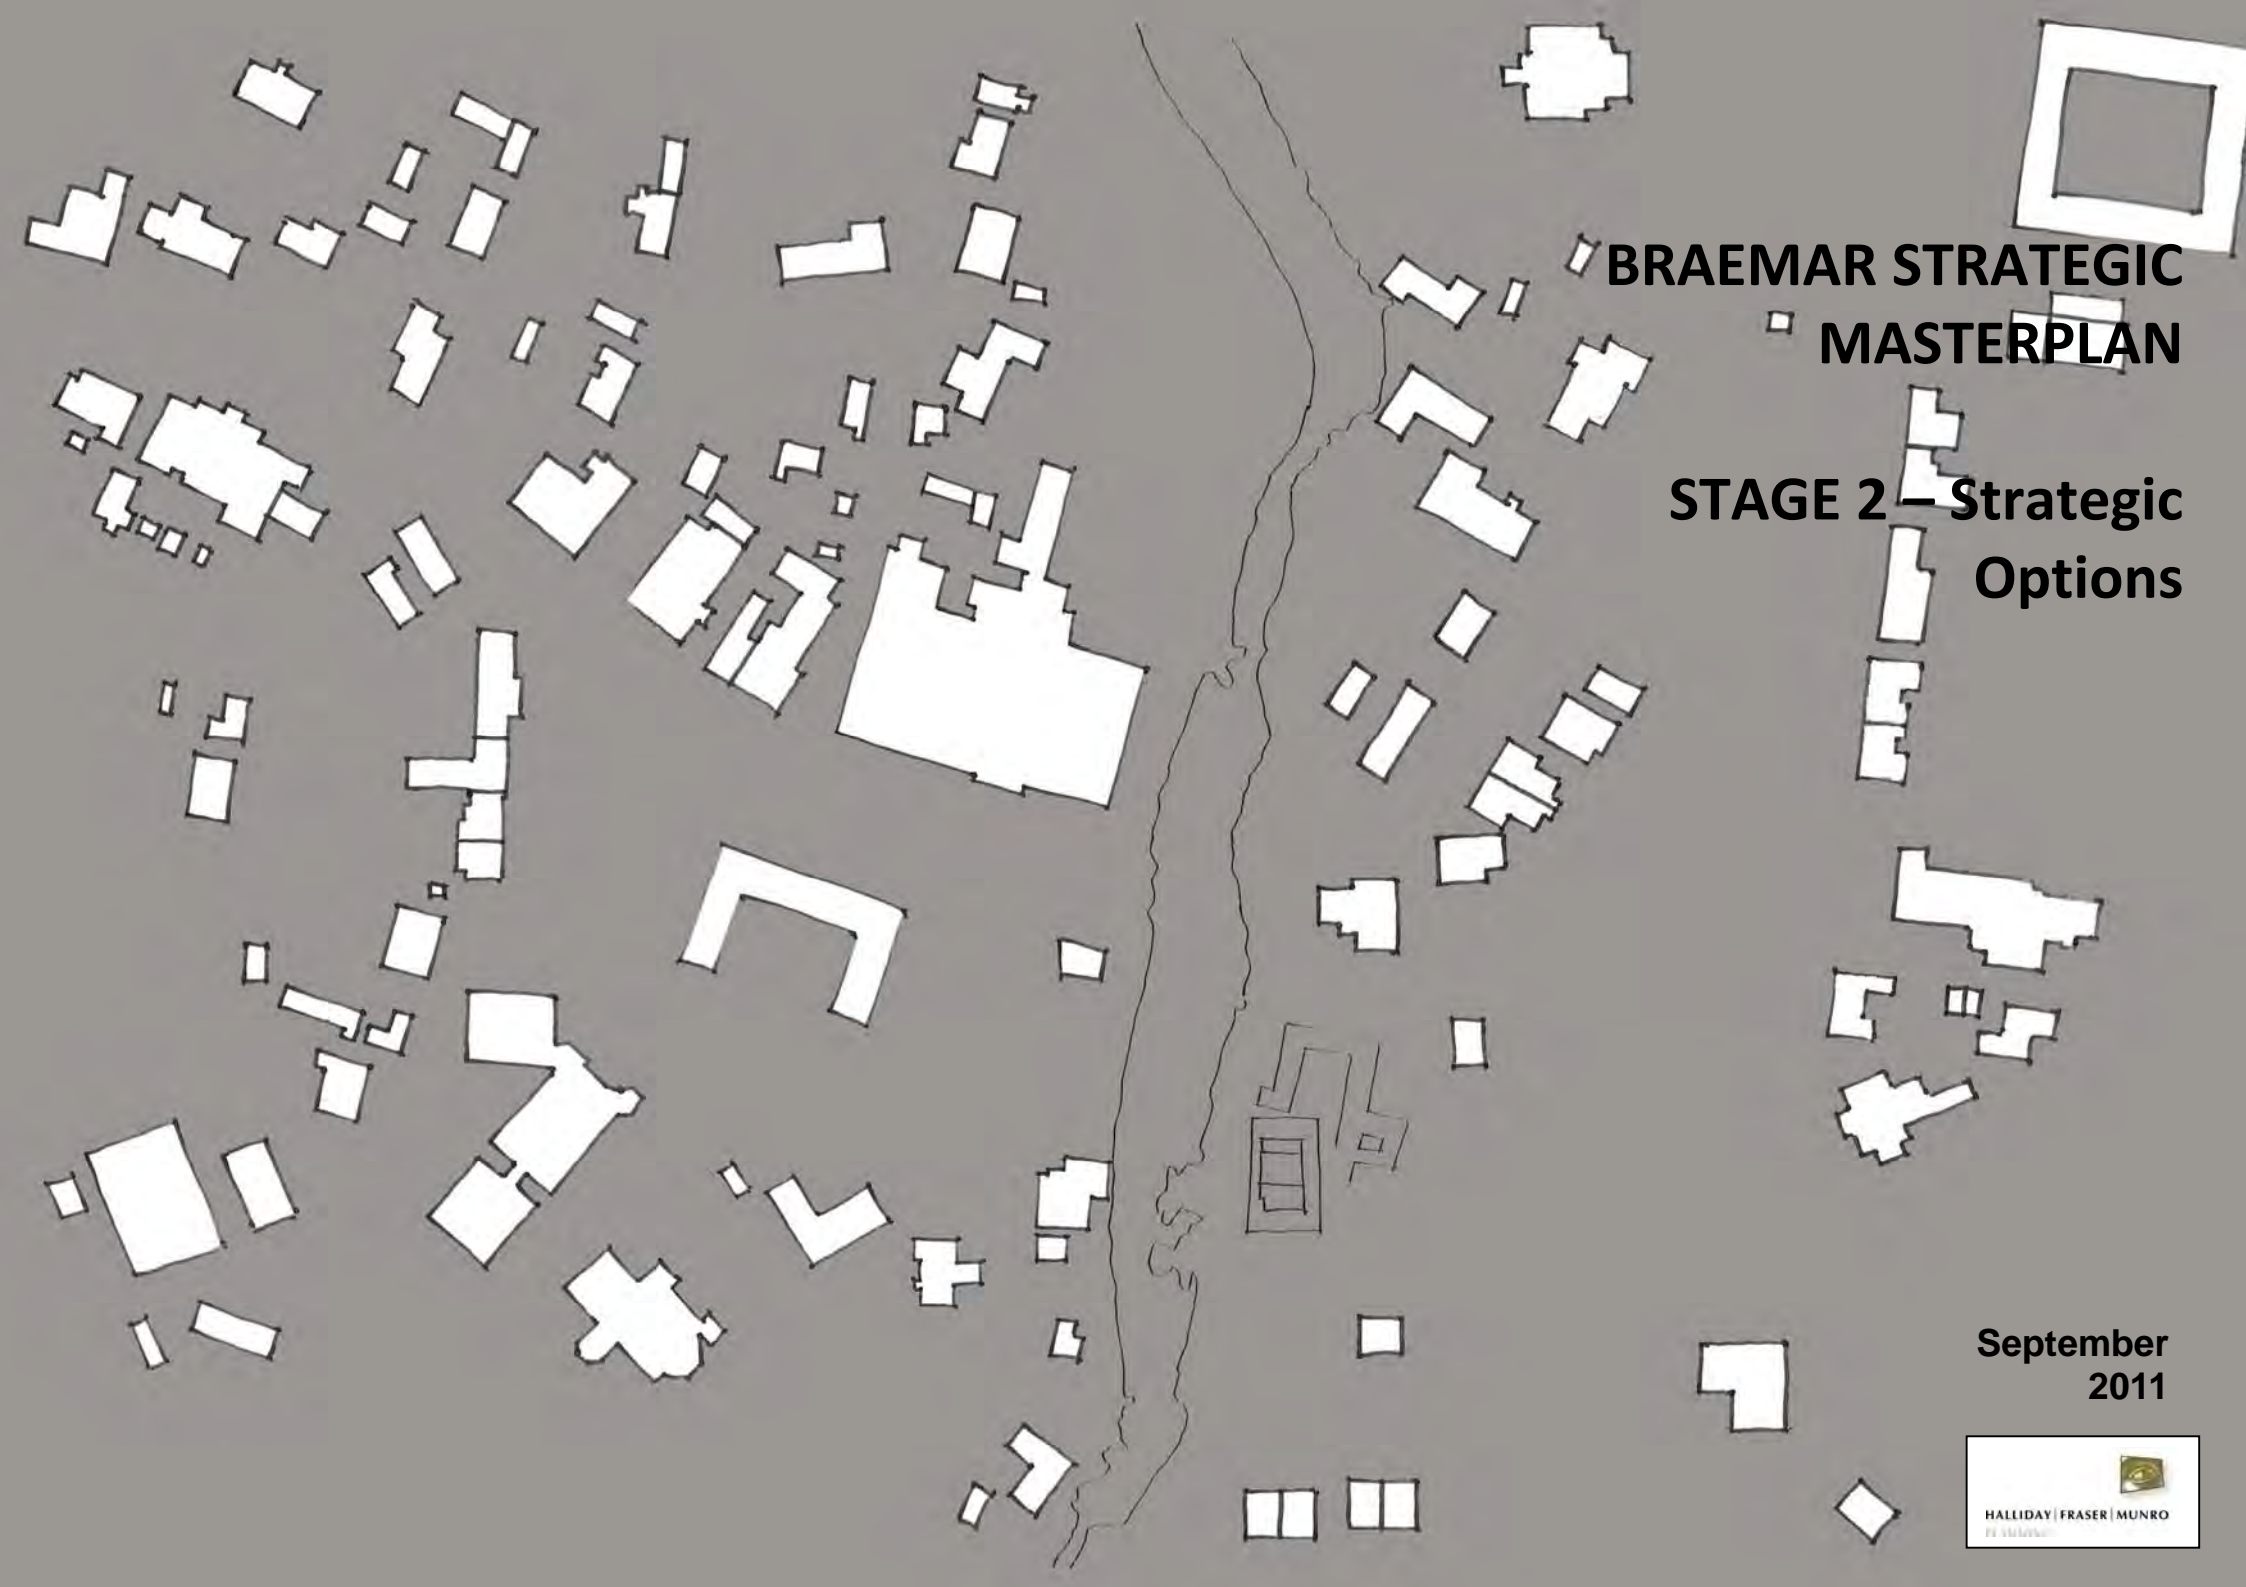 BRAEMAR STRATEGIC
MASTERPLAN
STAGE 2 – Strategic
Options
September
2011
HALLIDAY | FRASER | MUNRO